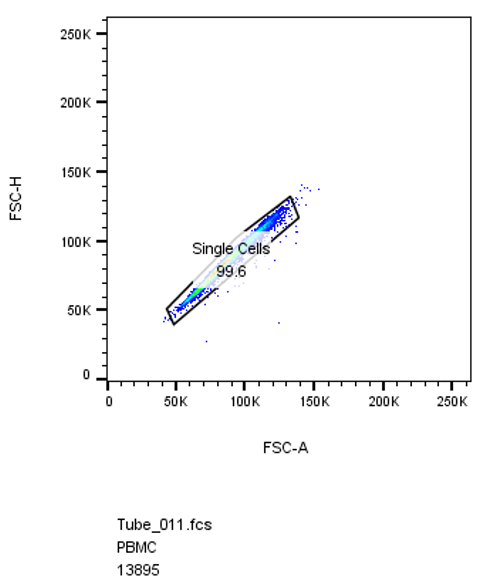 250K
200K
150K
100K
50K
0
FSC-H
Single Cells
99.6
0 50K 100K 150K 200K 250K
FSC-A
Tube_011.fcs
PBMC
13895